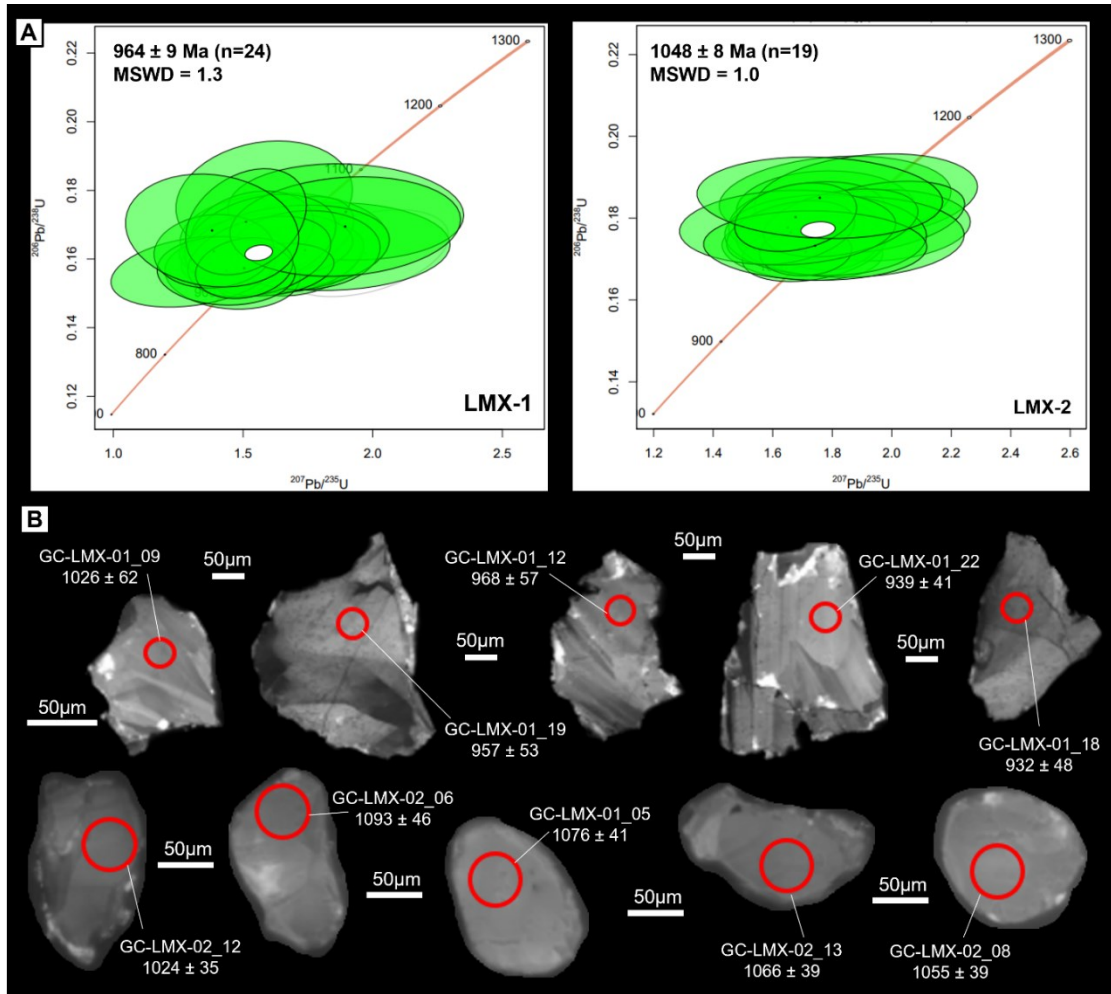 A
964 ± 9 Ma (n=24)
MSWD = 1.3
0.22
0.20
0.18
0.16
0.14
0.12
²⁰⁶Pb/²³⁸U
1300
1200
1100
800
LMX-1
1.0
1.5
2.0
2.5
²⁰⁷Pb/²³⁵U
1048 ± 8 Ma (n=19)
MSWD = 1.0
0.22
0.20
0.18
0.16
0.14
²⁰⁶Pb/²³⁸U
1300
1200
900
LMX-2
1.2
1.4
1.6
1.8
2.0
2.2
2.4
2.6
²⁰⁷Pb/²³⁵U
B
GC-LMX-01_09
1026 ± 62
50µm
50µm
GC-LMX-01_19
957 ± 53
GC-LMX-01_12
968 ± 57
50µm
50µm
GC-LMX-01_22
939 ± 41
50µm
GC-LMX-01_18
932 ± 48
GC-LMX-02_12
1024 ± 35
50µm
GC-LMX-02_06
1093 ± 46
50µm
GC-LMX-01_05
1076 ± 41
50µm
GC-LMX-02_13
1066 ± 39
50µm
GC-LMX-02_08
1055 ± 39